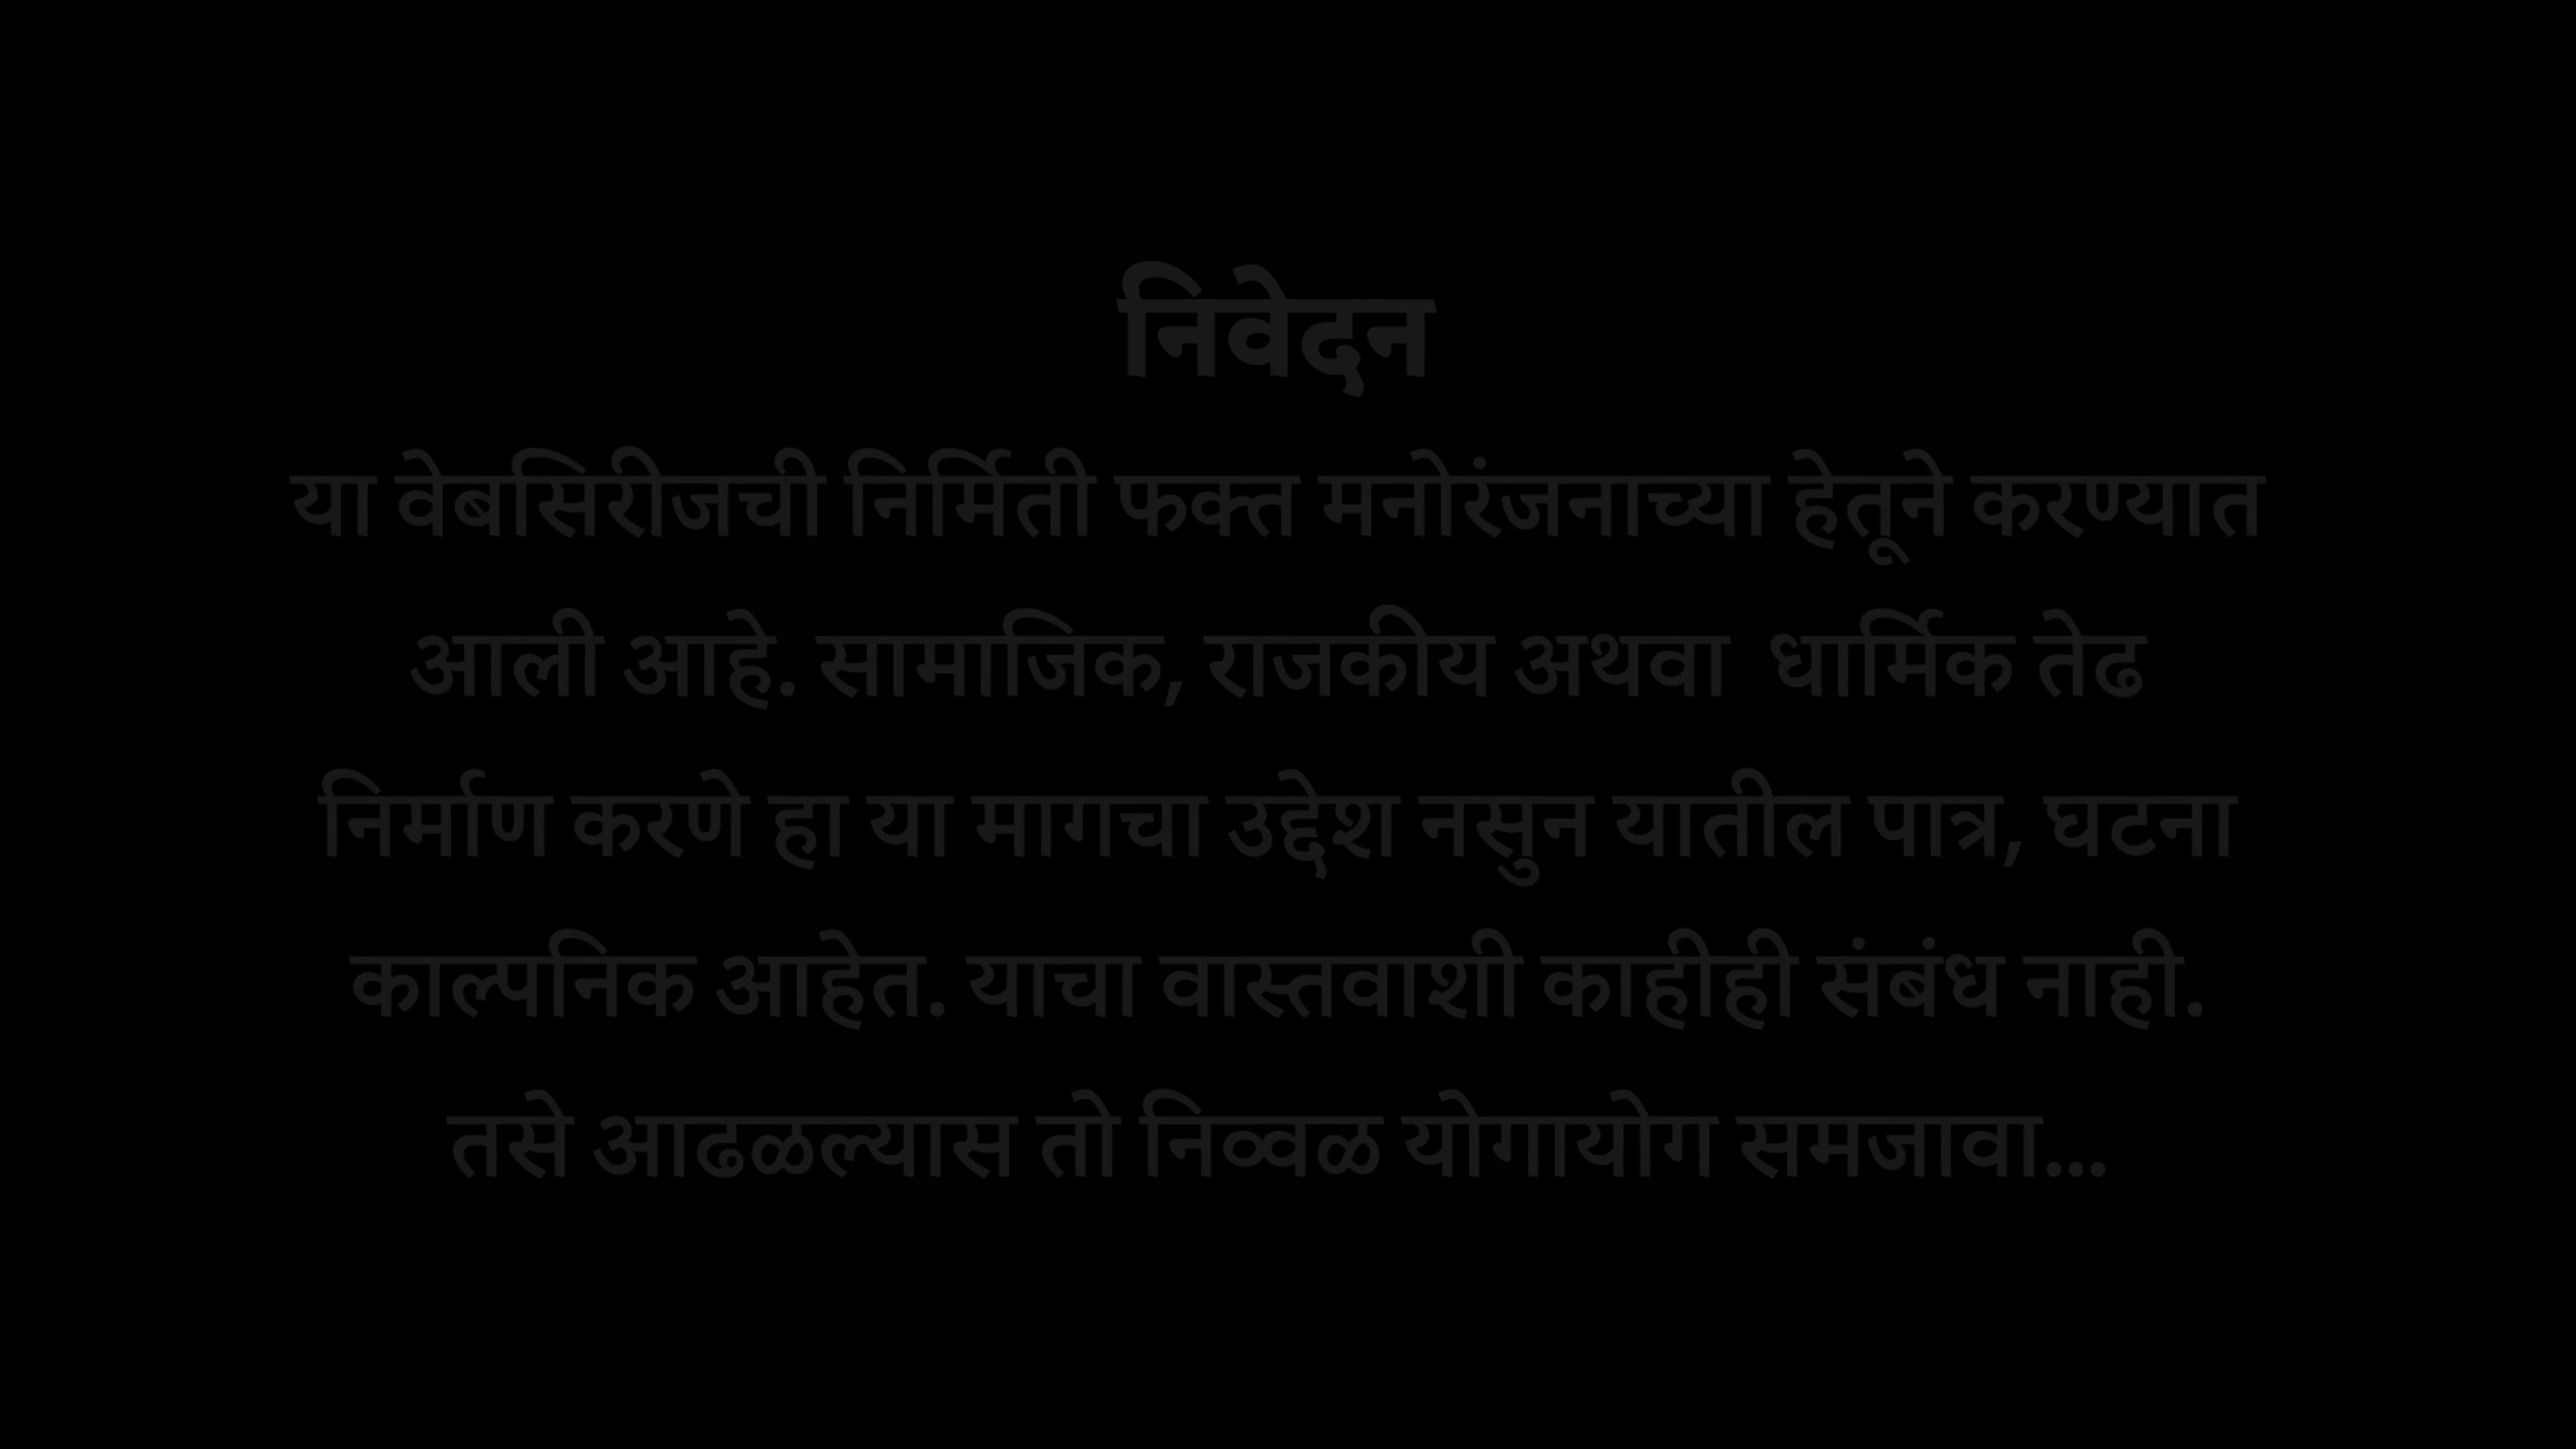 निवेदन
या वेबसिरीजची निर्मिती फक्त मनोरंजनाच्या हेतूने करण्यात
आली आहे. सामाजिक, राजकीय अथवा धार्मिक तेढ
निर्माण करणे हा या मागचा उद्देश नसुन यातील पात्र, घटना
काल्पनिक आहेत. याचा वास्तवाशी काहीही संबंध नाही.
तसे आढळल्यास तो निव्वळ योगायोग समजावा...